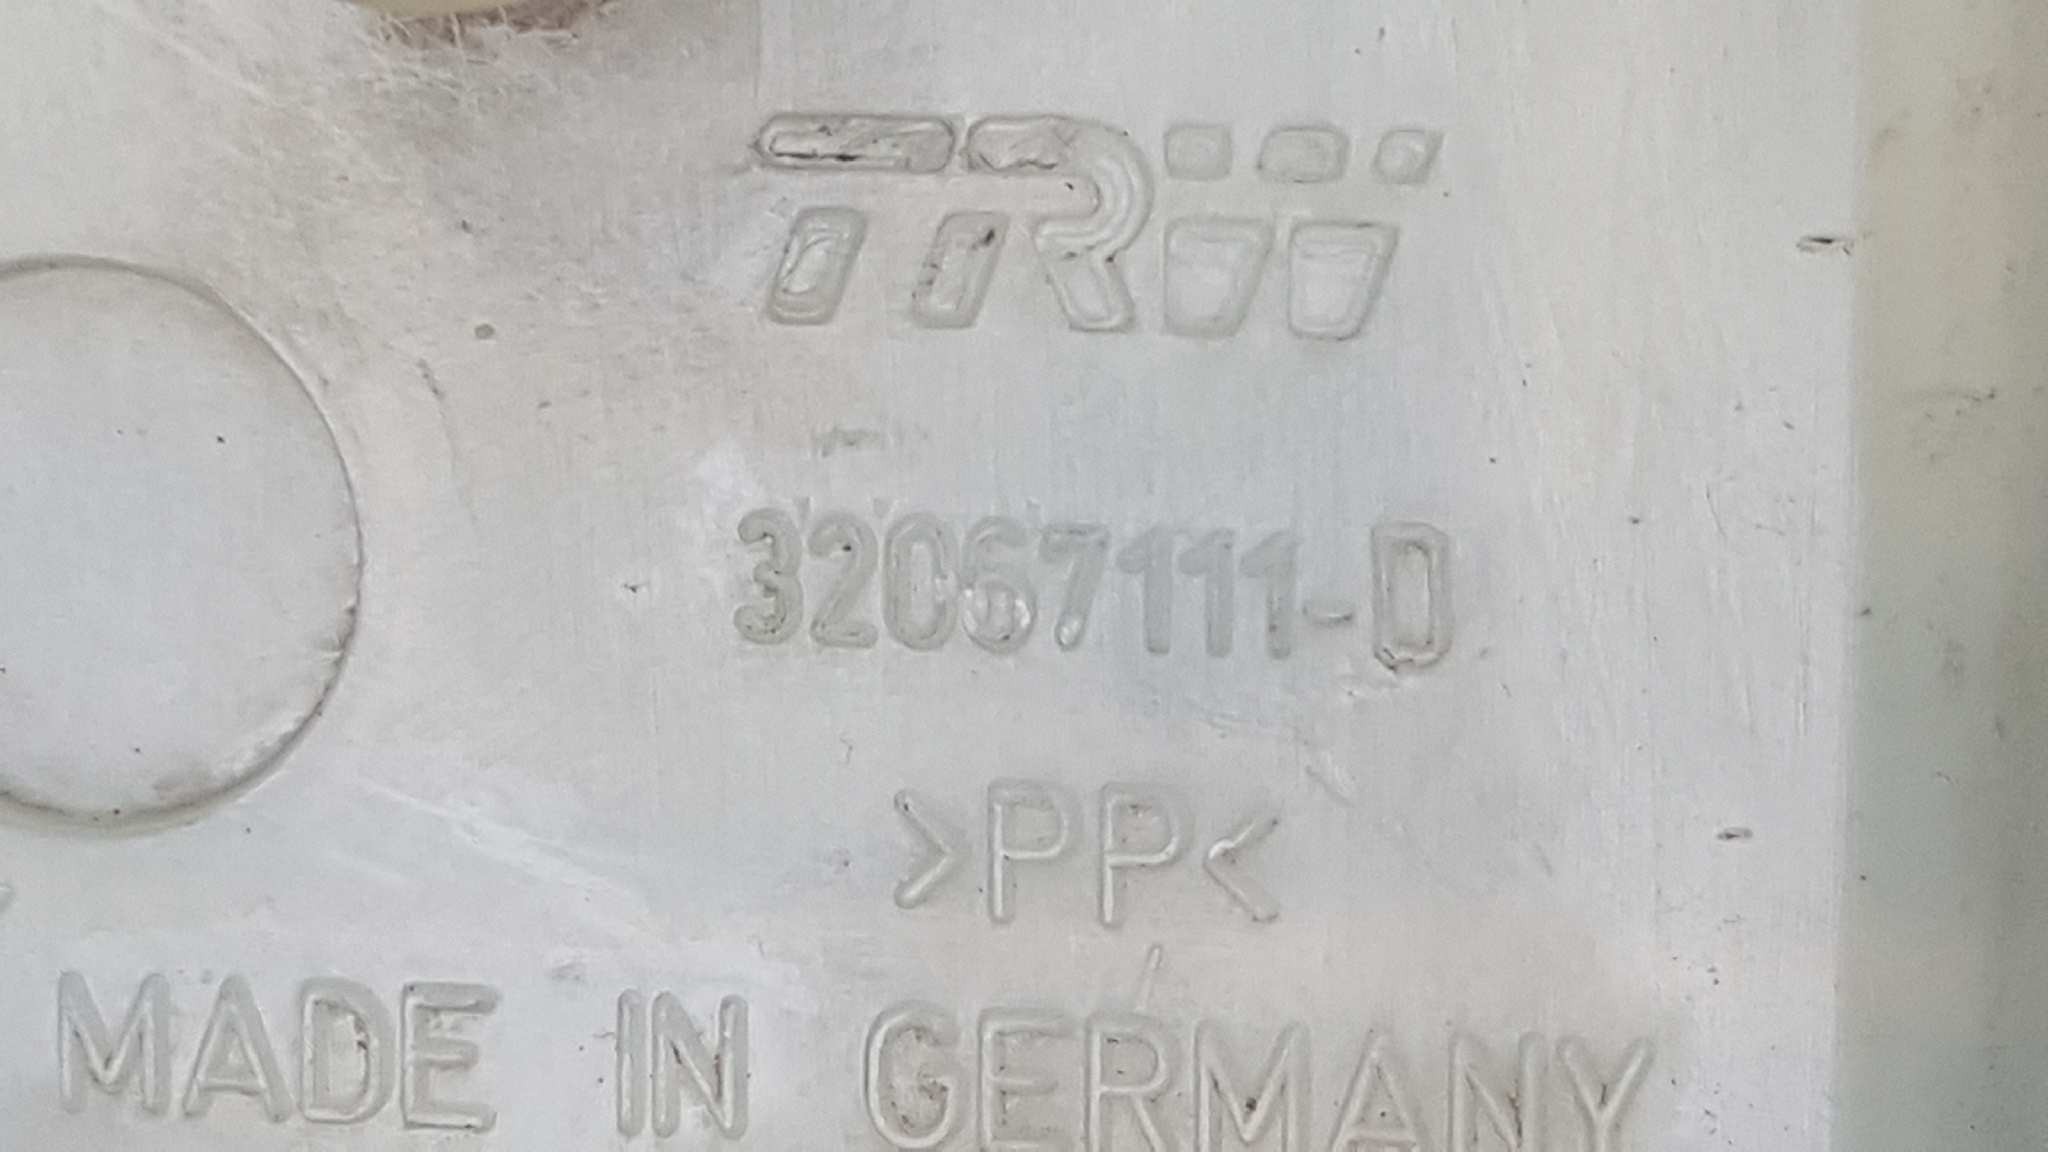 TRW
32067111-D
>PP<
MADE IN GERMANY